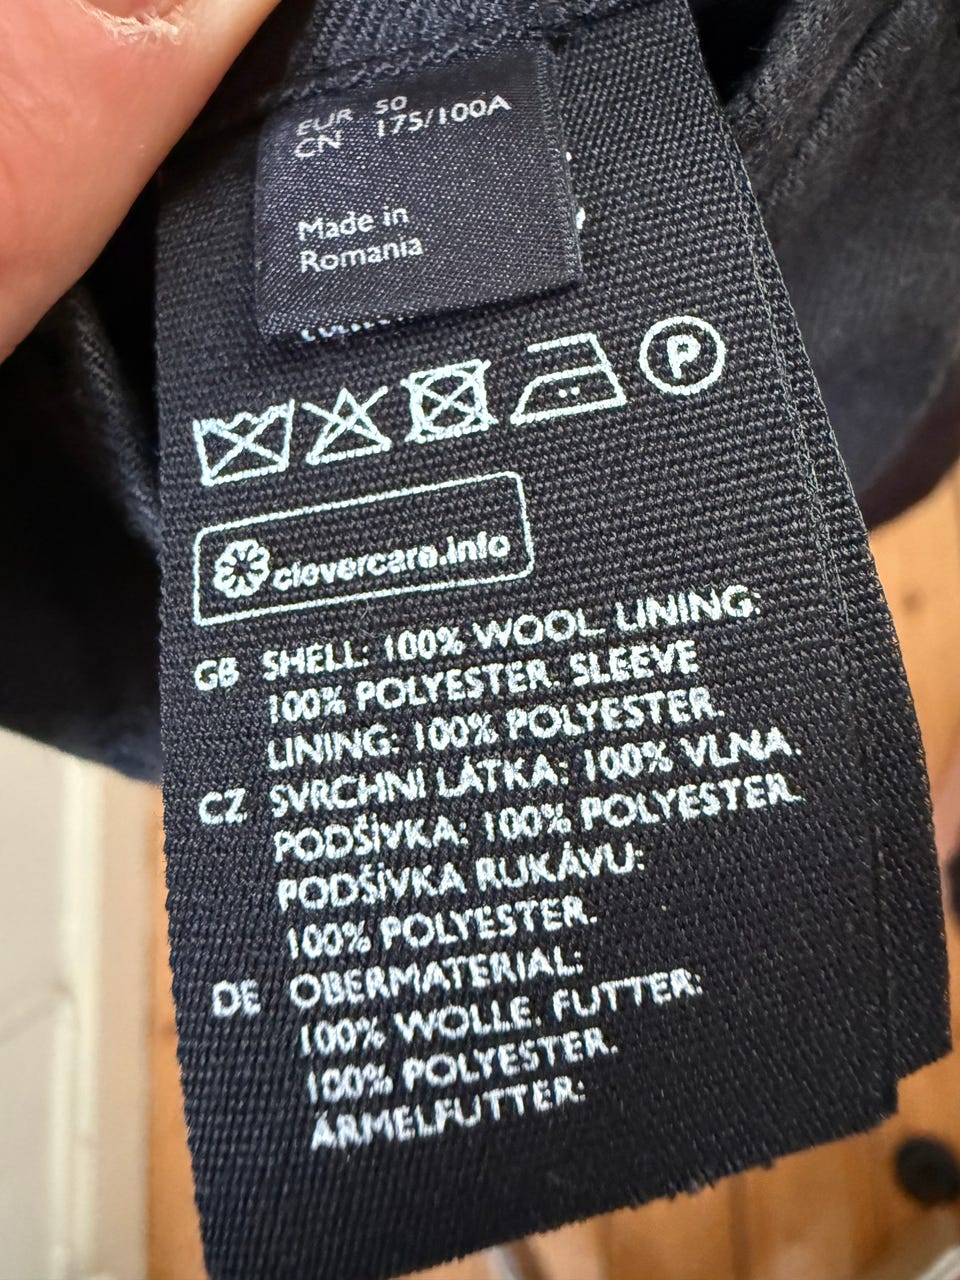 EUR 50
CN 175/100A
Made in
Romania
P
clevercare.info
GB SHELL: 100% WOOL. LINING:
100% POLYESTER. SLEEVE
LINING: 100% POLYESTER.
CZ SVRCHNÍ LÁTKA: 100% VLNA.
PODŠÍVKA: 100% POLYESTER.
PODŠÍVKA RUKÁVU:
100% POLYESTER.
DE OBERMATERIAL:
100% WOLLE. FUTTER:
100% POLYESTER.
ÄRMELFUTTER: